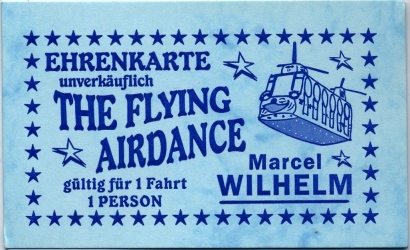 EHRENKARTE
unverkäuflich
THE FLYING
AIRDANCE
gültig für 1 Fahrt
1 PERSON
Marcel
WILHELM